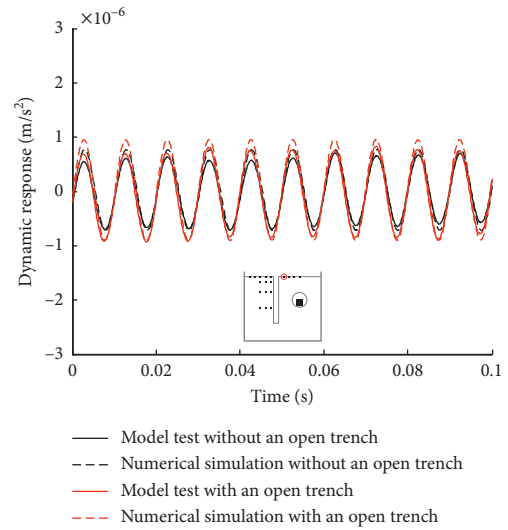 ×10⁻⁶
3
2
1
0
−1
−2
−3
Dynamic response (m/s²)
0 0.02 0.04 0.06 0.08 0.1
Time (s)
Model test without an open trench
Numerical simulation without an open trench
Model test with an open trench
Numerical simulation with an open trench